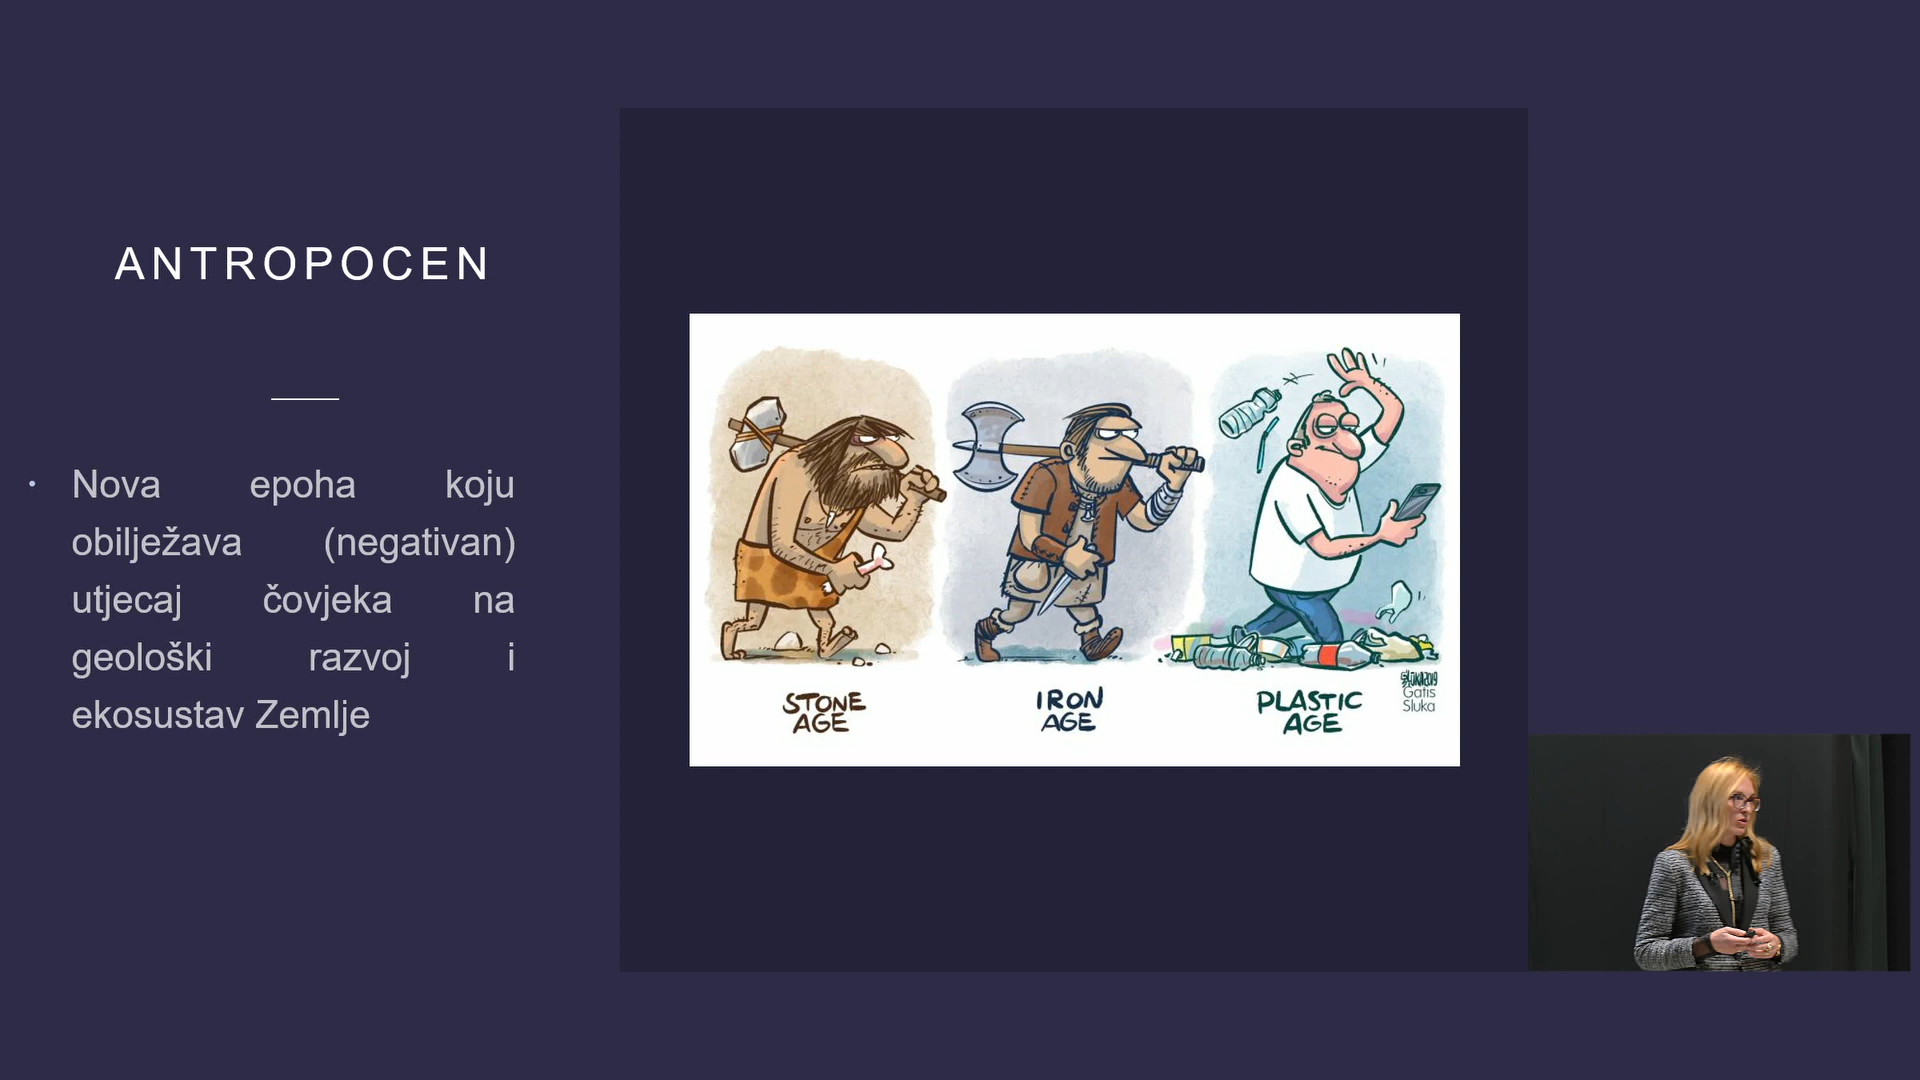 ANTROPOCEN
• Nova epoha koju
obilježava (negativan)
utjecaj čovjeka na
geološki razvoj i
ekosustav Zemlje
STONE
AGE
IRON
AGE
PLASTIC
AGE
Gatis
Sluka